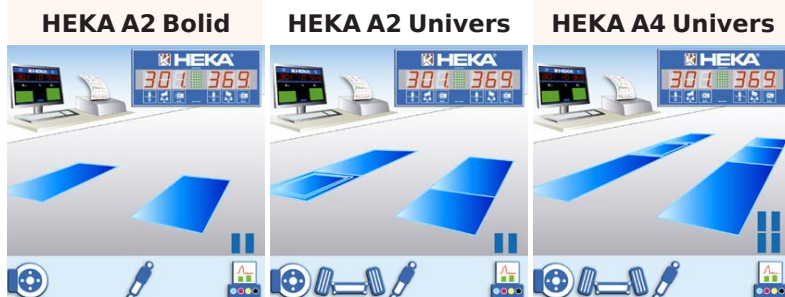 HEKA A2 Bolid
HEKA A2 Univers
HEKA A4 Univers
HEKA
301 369
HEKA
301 369
HEKA
301 369